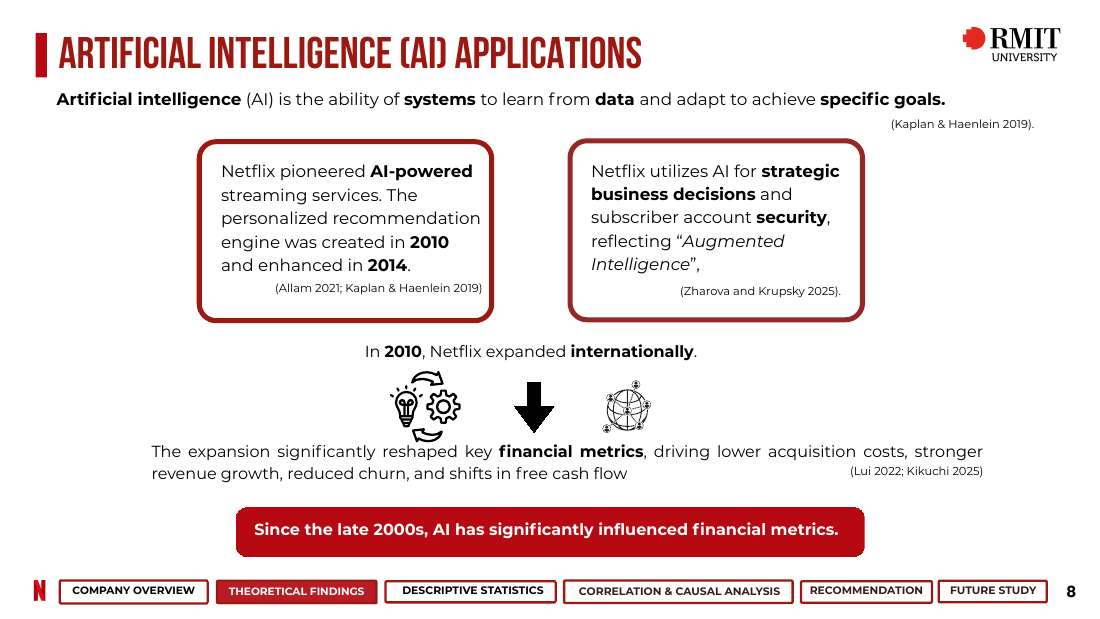 ARTIFICIAL INTELLIGENCE (AI) APPLICATIONS
RMIT
UNIVERSITY
Artificial intelligence (AI) is the ability of systems to learn from data and adapt to achieve specific goals.
(Kaplan & Haenlein 2019).
Netflix pioneered AI-powered
streaming services. The
personalized recommendation
engine was created in 2010
and enhanced in 2014.
(Allam 2021; Kaplan & Haenlein 2019)
Netflix utilizes AI for strategic
business decisions and
subscriber account security,
reflecting “Augmented
Intelligence”,
(Zharova and Krupsky 2025).
In 2010, Netflix expanded internationally.
The expansion significantly reshaped key financial metrics, driving lower acquisition costs, stronger
revenue growth, reduced churn, and shifts in free cash flow
(Lui 2022; Kikuchi 2025)
Since the late 2000s, AI has significantly influenced financial metrics.
N
COMPANY OVERVIEW
THEORETICAL FINDINGS
DESCRIPTIVE STATISTICS
CORRELATION & CAUSAL ANALYSIS
RECOMMENDATION
FUTURE STUDY
8